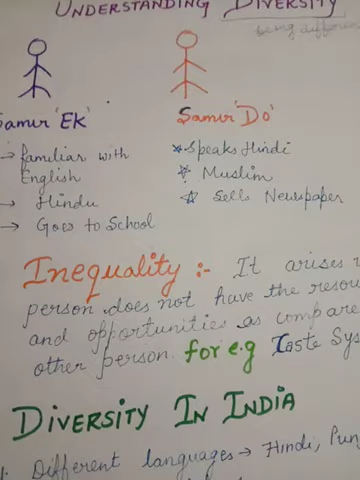 UNDERSTANDING DIVERSITY
being differen
Samir 'EK'
Samir 'Do'
→ familiar with
English
→ Hindu
→ Goes to School
Speaks Hindi
Muslim
Sells Newspaper
Inequality :- It arises
person does not have the resou
and opportunities as compare
other person. for e.g Caste Sys
DIVERSITY IN INDIA
1. Different languages → Hindi, Pun